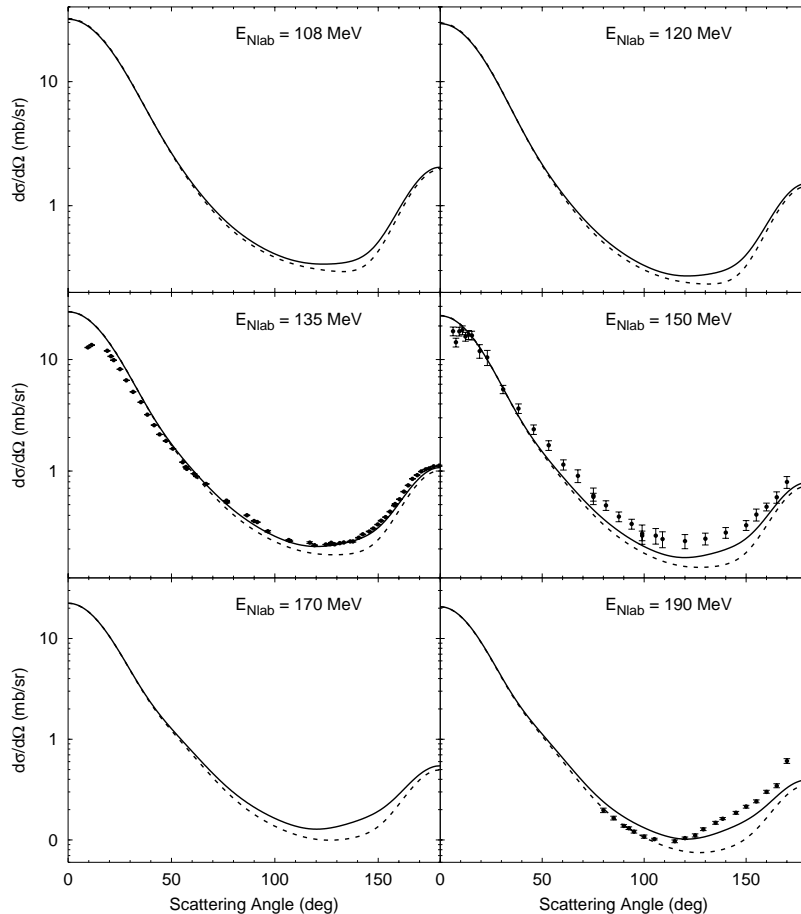 E_Nlab = 108 MeV
E_Nlab = 120 MeV
dσ/dΩ (mb/sr)
10
1
E_Nlab = 135 MeV
E_Nlab = 150 MeV
dσ/dΩ (mb/sr)
10
1
E_Nlab = 170 MeV
E_Nlab = 190 MeV
dσ/dΩ (mb/sr)
10
1
0
0 50 100 150 0 50 100 150
Scattering Angle (deg) Scattering Angle (deg)